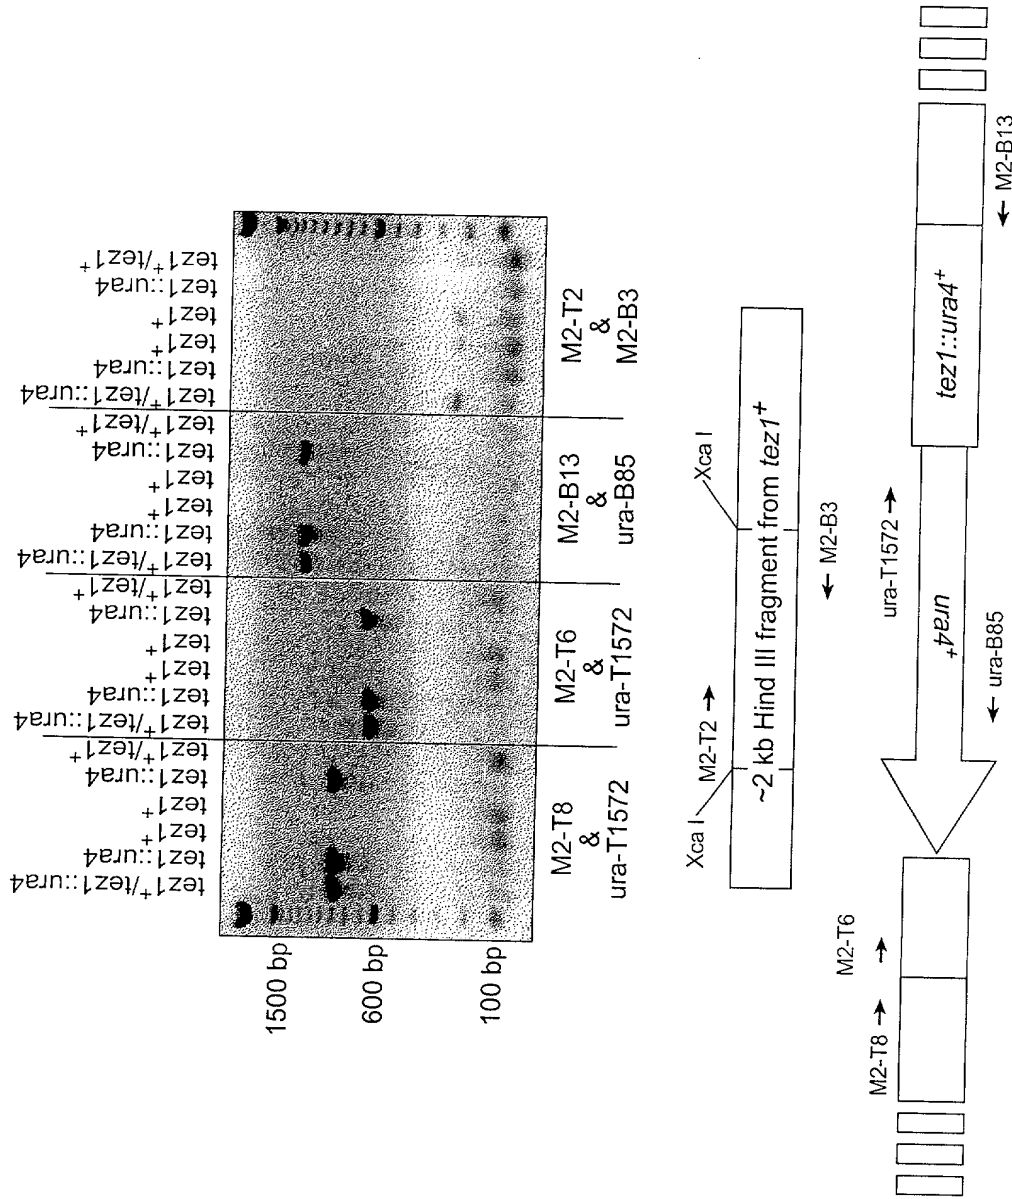 tez1+/tez1::ura4
tez1::ura4
tez1+
tez1+
tez1::ura4
tez1+/tez1+
tez1+/tez1::ura4
tez1::ura4
tez1+
tez1+
tez1::ura4
tez1+/tez1+
tez1+/tez1::ura4
tez1::ura4
tez1+
tez1+
tez1::ura4
tez1+/tez1+
tez1+/tez1::ura4
tez1::ura4
tez1+
tez1+
tez1::ura4
tez1+/tez1+
1500 bp
600 bp
100 bp
M2-T8
&
ura-T1572
M2-T6
&
ura-T1572
M2-B13
&
ura-B85
M2-T2
&
M2-B3
Xca I
M2-T2
Xca I
~2 kb Hind III fragment from tez1+
M2-B3
M2-T8
M2-T6
ura-T1572
ura4+
tez1::ura4+
ura-B85
M2-B13